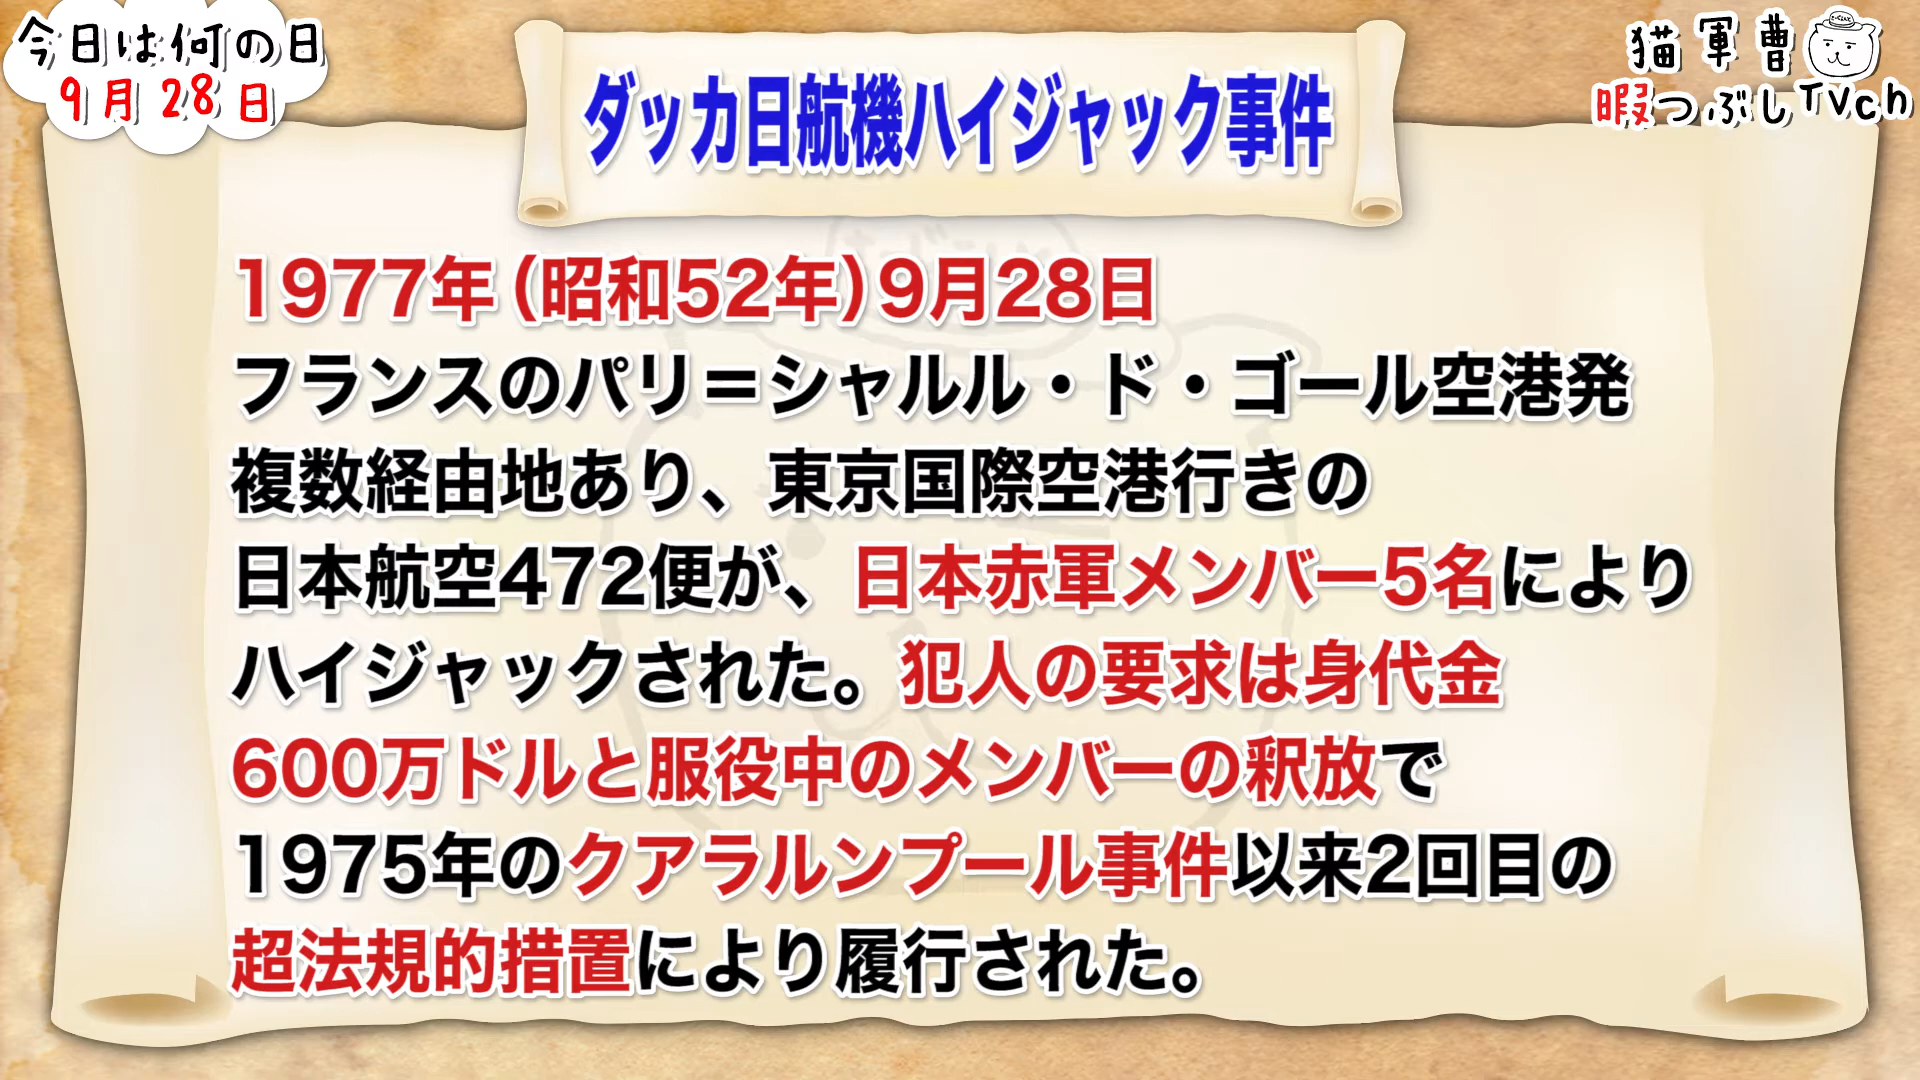 今日は何の日
9月28日
猫軍曹
暇つぶしTVch
ダッカ日航機ハイジャック事件
1977年(昭和52年)9月28日
フランスのパリ=シャルル・ド・ゴール空港発
複数経由地あり、東京国際空港行きの
日本航空472便が、日本赤軍メンバー5名により
ハイジャックされた。犯人の要求は身代金
600万ドルと服役中のメンバーの釈放で
1975年のクアラルンプール事件以来2回目の
超法規的措置により履行された。